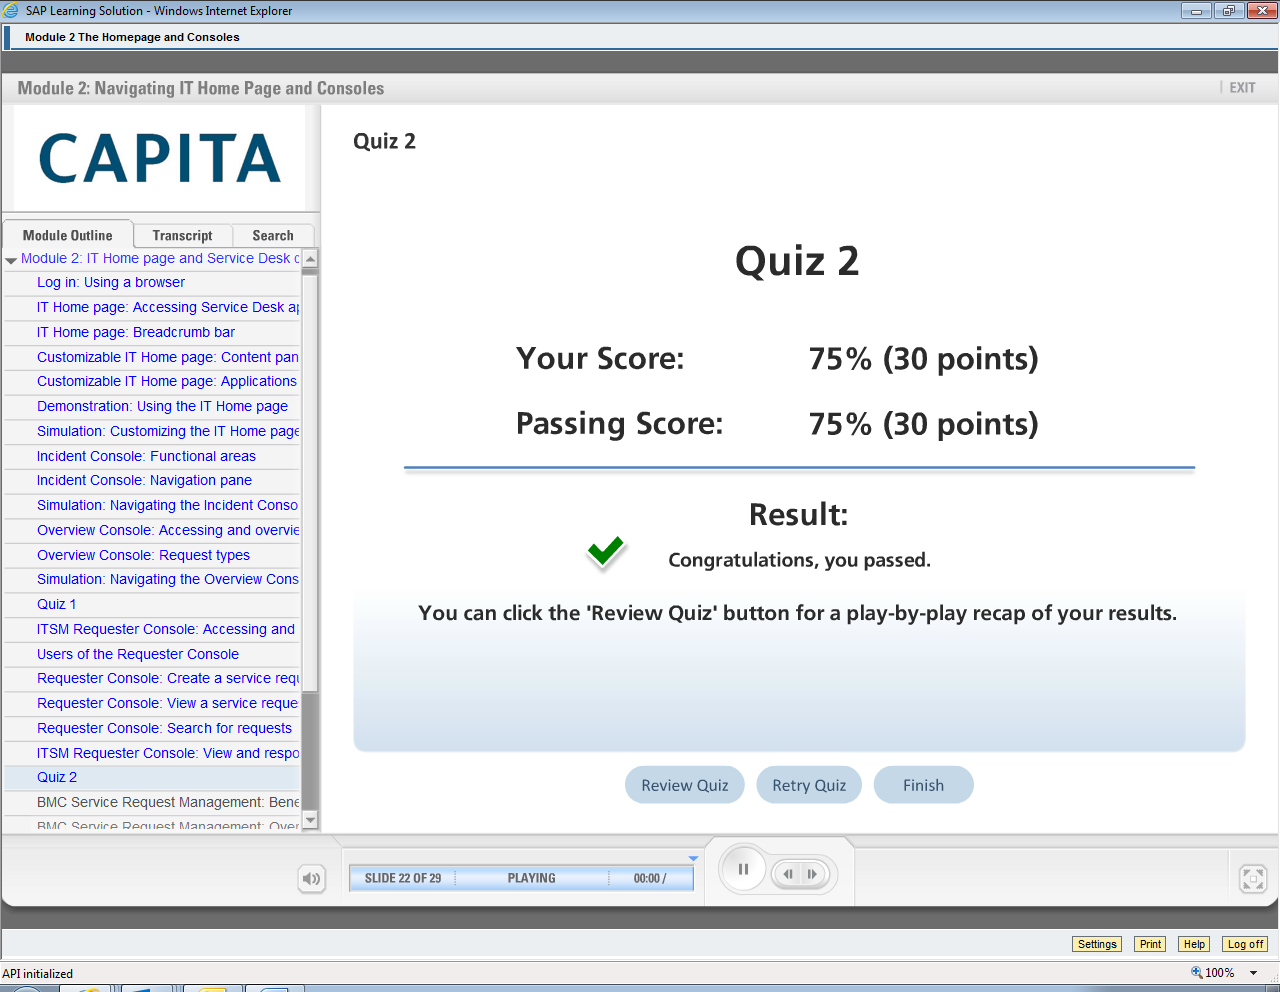 SAP Learning Solution - Windows Internet Explorer
Module 2 The Homepage and Consoles
Module 2: Navigating IT Home Page and Consoles
EXIT
CAPITA
Module Outline
Transcript
Search
Module 2: IT Home page and Service Desk c
Log in: Using a browser
IT Home page: Accessing Service Desk ap
IT Home page: Breadcrumb bar
Customizable IT Home page: Content pan
Customizable IT Home page: Applications
Demonstration: Using the IT Home page
Simulation: Customizing the IT Home page
Incident Console: Functional areas
Incident Console: Navigation pane
Simulation: Navigating the Incident Conso
Overview Console: Accessing and overvie
Overview Console: Request types
Simulation: Navigating the Overview Cons
Quiz 1
ITSM Requester Console: Accessing and
Users of the Requester Console
Requester Console: Create a service requ
Requester Console: View a service reque
Requester Console: Search for requests
ITSM Requester Console: View and respo
Quiz 2
BMC Service Request Management: Bene
BMC Service Request Management: Over
Quiz 2
Quiz 2
Your Score: 75% (30 points)
Passing Score: 75% (30 points)
Result:
Congratulations, you passed.
You can click the 'Review Quiz' button for a play-by-play recap of your results.
Review Quiz
Retry Quiz
Finish
SLIDE 22 OF 29
PLAYING
00:00 /
Settings
Print
Help
Log off
API initialized
100%